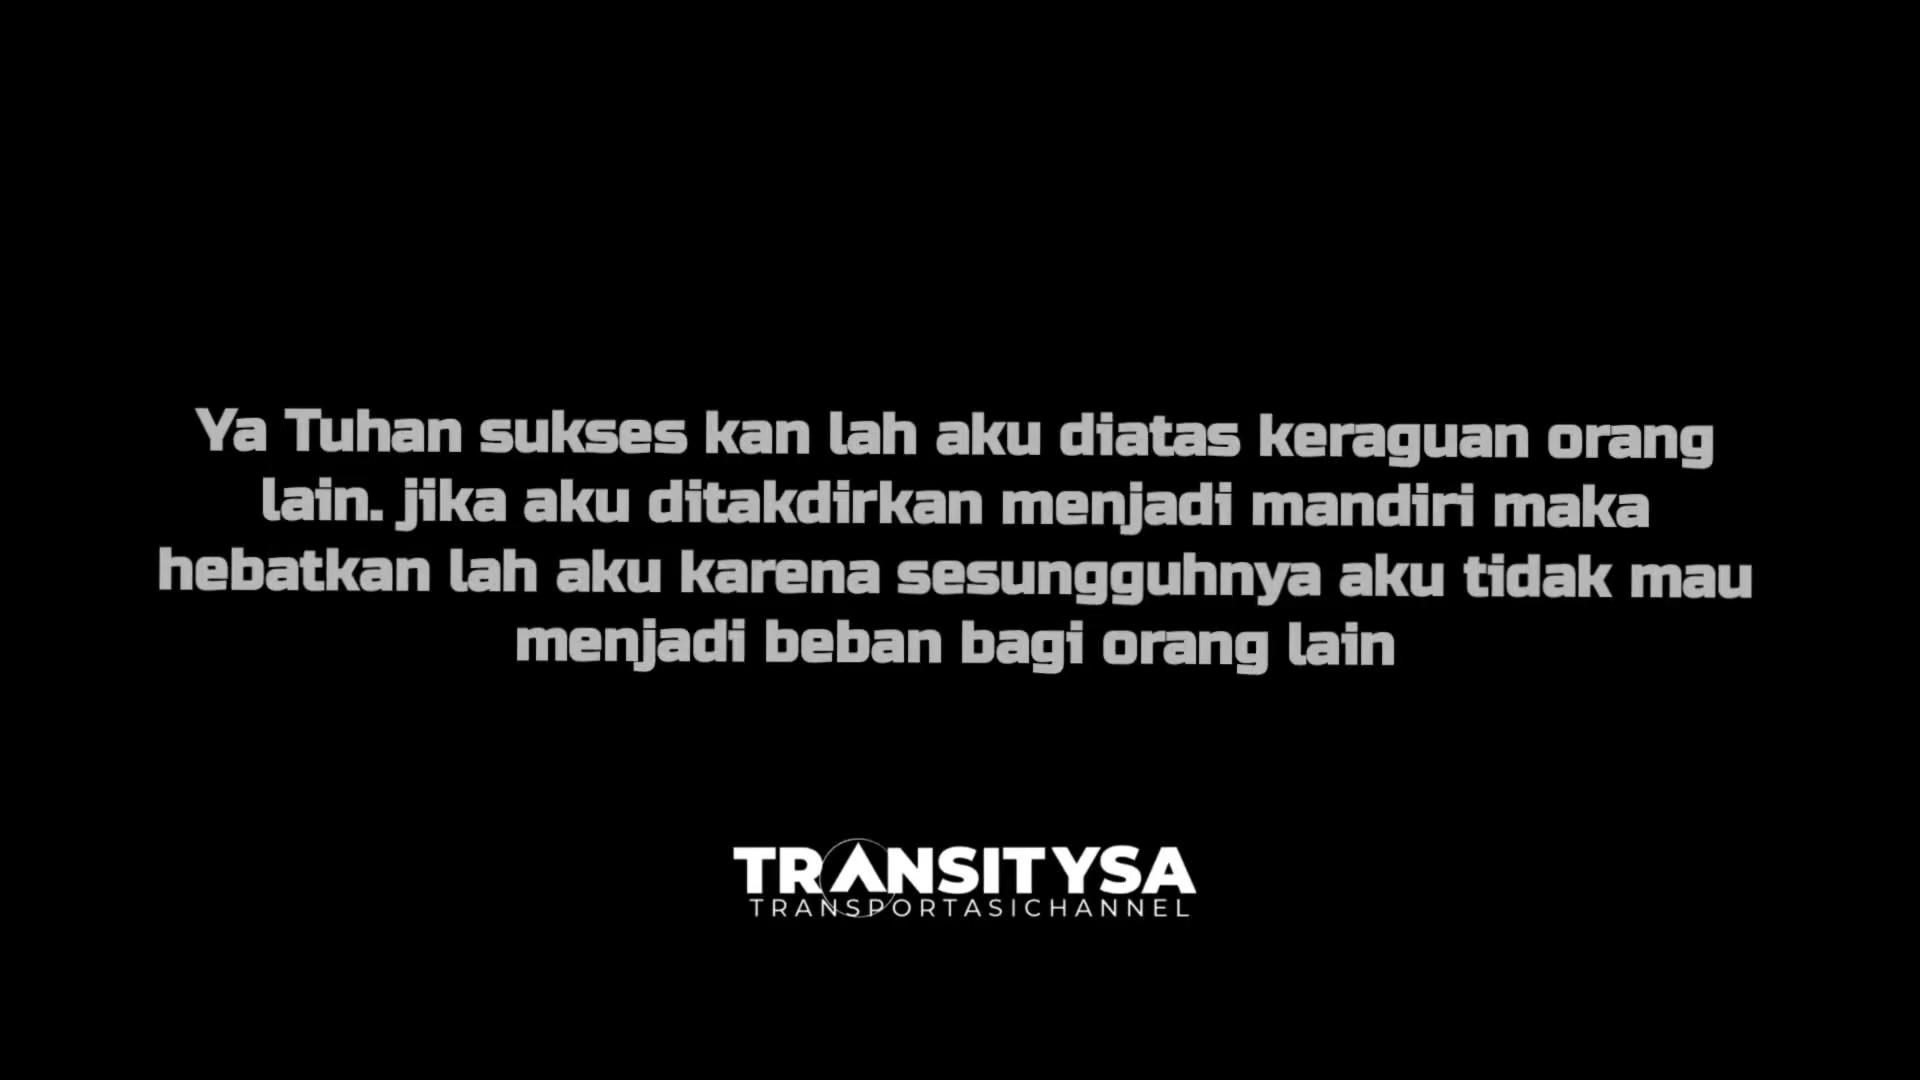 Ya Tuhan sukses kan lah aku diatas keraguan orang
lain. jika aku ditakdirkan menjadi mandiri maka
hebatkan lah aku karena sesungguhnya aku tidak mau
menjadi beban bagi orang lain
TRANSITYSA
TRANSPORTASICHANNEL